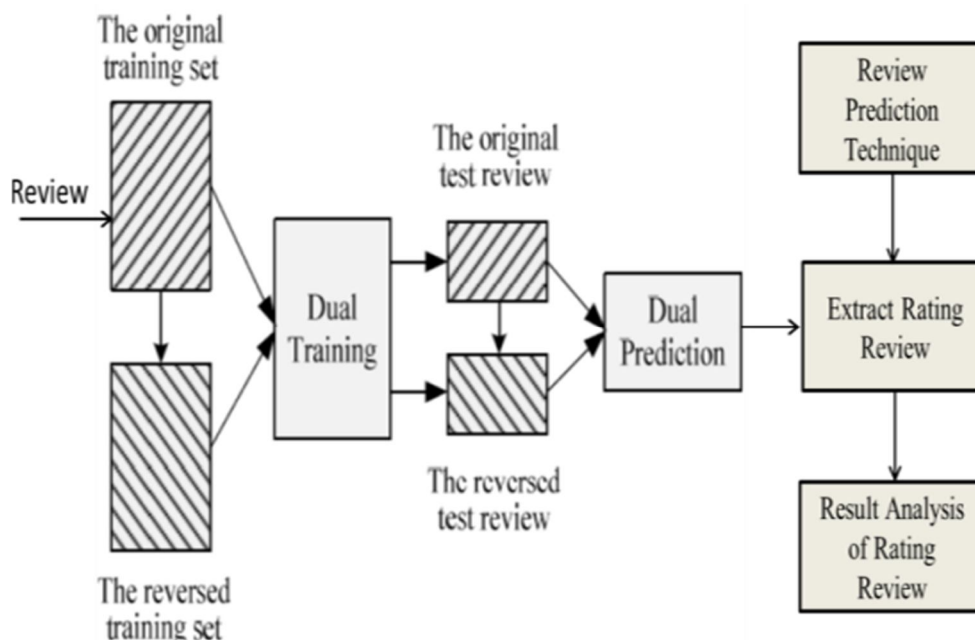 The original
training set
Review
The reversed
training set
Dual
Training
The original
test review
The reversed
test review
Dual
Prediction
Review
Prediction
Technique
Extract Rating
Review
Result Analysis
of Rating
Review